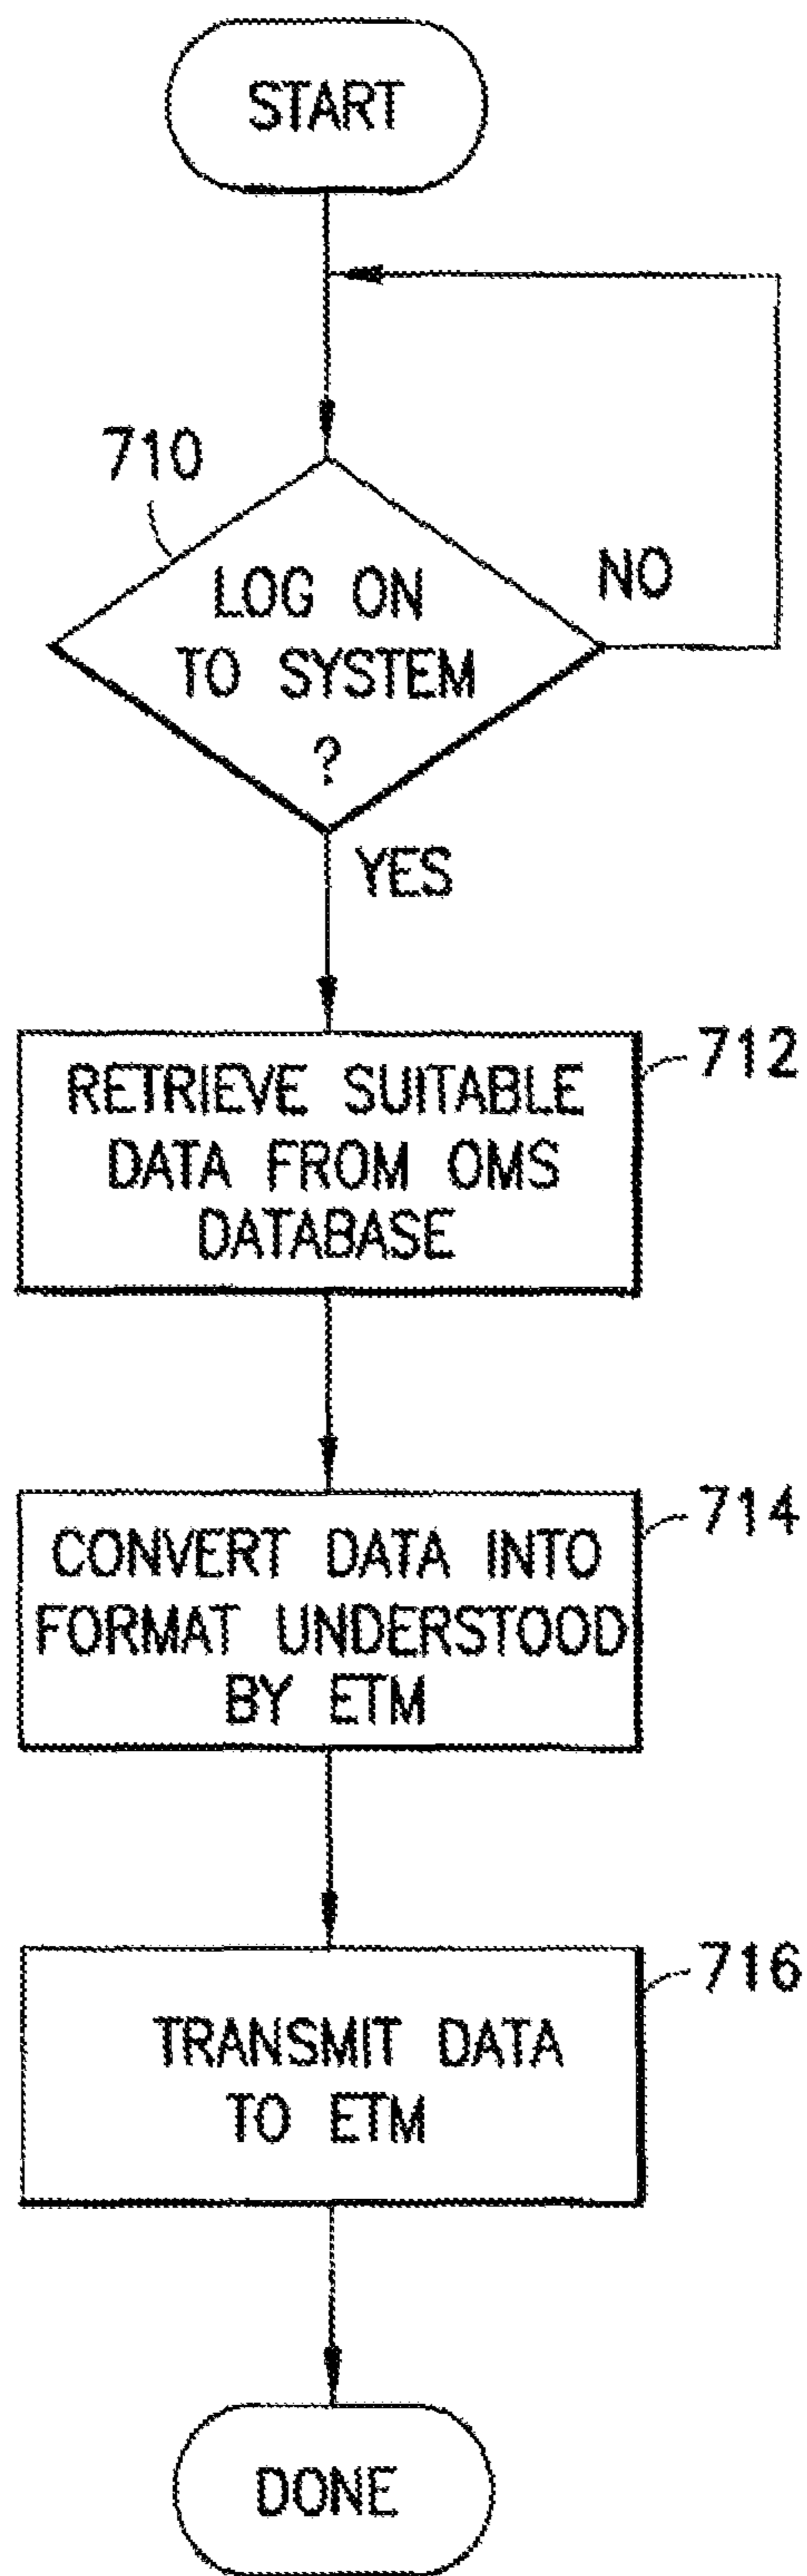 START
710
LOG ON
TO SYSTEM
?
NO
YES
712
RETRIEVE SUITABLE
DATA FROM OMS
DATABASE
714
CONVERT DATA INTO
FORMAT UNDERSTOOD
BY ETM
716
TRANSMIT DATA
TO ETM
DONE